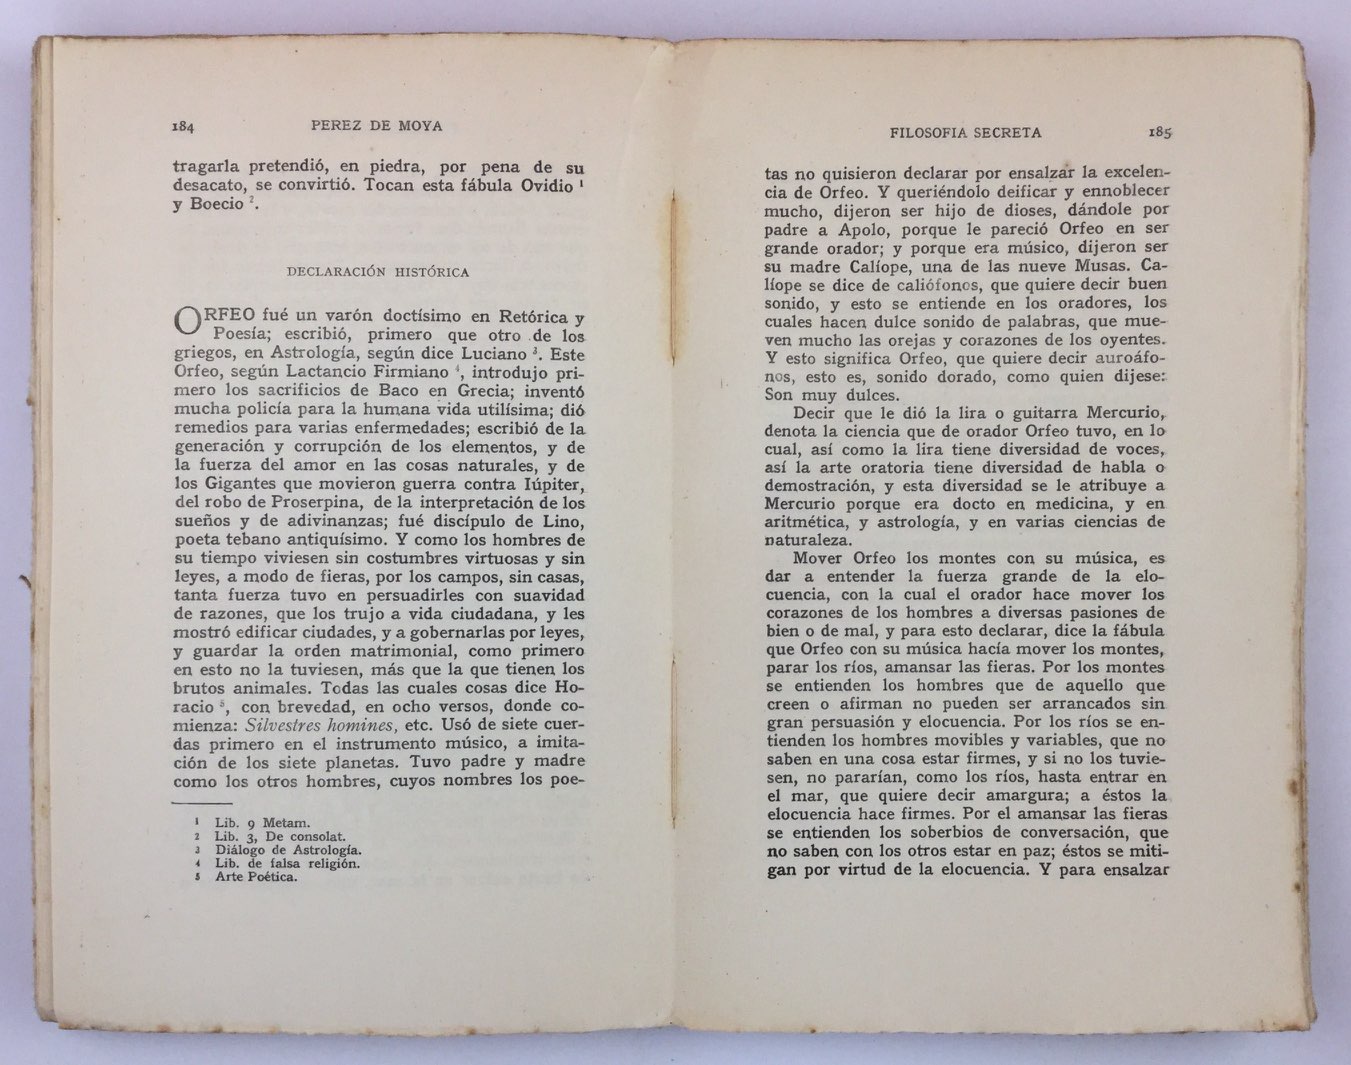 184
PEREZ DE MOYA
tragarla pretendió, en piedra, por pena de su
desacato, se convirtió. Tocan esta fábula Ovidio ¹
y Boecio ².
DECLARACIÓN HISTÓRICA
ORFEO fué un varón doctísimo en Retórica y
Poesía; escribió, primero que otro de los
griegos, en Astrología, según dice Luciano ³. Este
Orfeo, según Lactancio Firmiano ⁴, introdujo pri-
mero los sacrificios de Baco en Grecia; inventó
mucha policía para la humana vida utilísima; dió
remedios para varias enfermedades; escribió de la
generación y corrupción de los elementos, y de
la fuerza del amor en las cosas naturales, y de
los Gigantes que movieron guerra contra Iúpiter,
del robo de Proserpina, de la interpretación de los
sueños y de adivinanzas; fué discípulo de Lino,
poeta tebano antiquísimo. Y como los hombres de
su tiempo viviesen sin costumbres virtuosas y sin
leyes, a modo de fieras, por los campos, sin casas,
tanta fuerza tuvo en persuadirles con suavidad
de razones, que los trujo a vida ciudadana, y les
mostró edificar ciudades, y a gobernarlas por leyes,
y guardar la orden matrimonial, como primero
en esto no la tuviesen, más que la que tienen los
brutos animales. Todas las cuales cosas dice Ho-
racio ⁵, con brevedad, en ocho versos, donde co-
mienza: Silvestres homines, etc. Usó de siete cuer-
das primero en el instrumento músico, a imita-
ción de los siete planetas. Tuvo padre y madre
como los otros hombres, cuyos nombres los poe-
¹ Lib. 9 Metam.
² Lib. 3, De consolat.
³ Diálogo de Astrología.
⁴ Lib. de falsa religión.
⁵ Arte Poética.
FILOSOFIA SECRETA
185
tas no quisieron declarar por ensalzar la excelen-
cia de Orfeo. Y queriéndolo deificar y ennoblecer
mucho, dijeron ser hijo de dioses, dándole por
padre a Apolo, porque le pareció Orfeo en ser
grande orador; y porque era músico, dijeron ser
su madre Calíope, una de las nueve Musas. Ca-
líope se dice de caliófonos, que quiere decir buen
sonido, y esto se entiende en los oradores, los
cuales hacen dulce sonido de palabras, que mue-
ven mucho las orejas y corazones de los oyentes.
Y esto significa Orfeo, que quiere decir auroáfo-
nos, esto es, sonido dorado, como quien dijese:
Son muy dulces.
Decir que le dió la lira o guitarra Mercurio,
denota la ciencia que de orador Orfeo tuvo, en lo
cual, así como la lira tiene diversidad de voces,
así la arte oratoria tiene diversidad de habla o
demostración, y esta diversidad se le atribuye a
Mercurio porque era docto en medicina, y en
aritmética, y astrología, y en varias ciencias de
naturaleza.
Mover Orfeo los montes con su música, es
dar a entender la fuerza grande de la elo-
cuencia, con la cual el orador hace mover los
corazones de los hombres a diversas pasiones de
bien o de mal, y para esto declarar, dice la fábula
que Orfeo con su música hacía mover los montes,
parar los ríos, amansar las fieras. Por los montes
se entienden los hombres que de aquello que
creen o afirman no pueden ser arrancados sin
gran persuasión y elocuencia. Por los ríos se en-
tienden los hombres movibles y variables, que no
saben en una cosa estar firmes, y si no los tuvie-
sen, no pararían, como los ríos, hasta entrar en
el mar, que quiere decir amargura; a éstos la
elocuencia hace firmes. Por el amansar las fieras
se entienden los soberbios de conversación, que
no saben con los otros estar en paz; éstos se miti-
gan por virtud de la elocuencia. Y para ensalzar